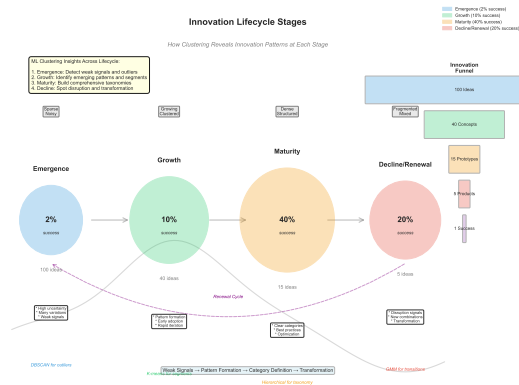 Innovation Lifecycle Stages
How Clustering Reveals Innovation Patterns at Each Stage
Emergence (2% success)
Growth (10% success)
Maturity (40% success)
Decline/Renewal (20% success)
ML Clustering Insights Across Lifecycle:
1. Emergence: Detect weak signals and outliers
2. Growth: Identify emerging patterns and segments
3. Maturity: Build comprehensive taxonomies
4. Decline: Spot disruption and transformation
Innovation
Funnel
100 Ideas
40 Concepts
15 Prototypes
5 Products
1 Success
Sparse
Noisy
Growing
Clustered
Dense
Structured
Fragmented
Mixed
Emergence
Growth
Maturity
Decline/Renewal
2%
success
10%
success
40%
success
20%
success
100 ideas
40 ideas
15 ideas
5 ideas
Renewal Cycle
* High uncertainty
* Many variations
* Weak signals
* Pattern formation
* Early adoption
* Rapid iteration
* Clear categories
* Best practices
* Optimization
* Disruption signals
* New combinations
* Transformation
DBSCAN for outliers
Weak Signals → Pattern Formation → Category Definition → Transformation
GMM for transitions
Hierarchical for taxonomy